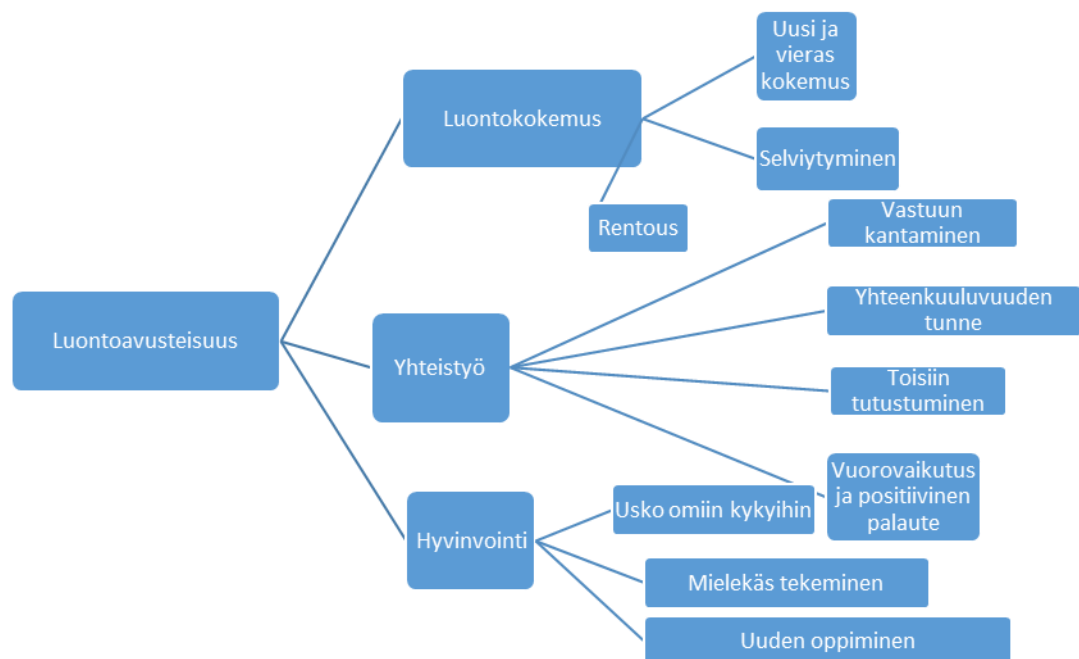 Luontoavusteisuus
Luontokokemus
Uusi ja
vieras
kokemus
Selviytyminen
Rentous
Yhteistyö
Vastuun
kantaminen
Yhteenkuuluvuuden
tunne
Toisiin
tutustuminen
Vuorovaikutus
ja positiivinen
palaute
Hyvinvointi
Usko omiin kykyihin
Mielekäs tekeminen
Uuden oppiminen